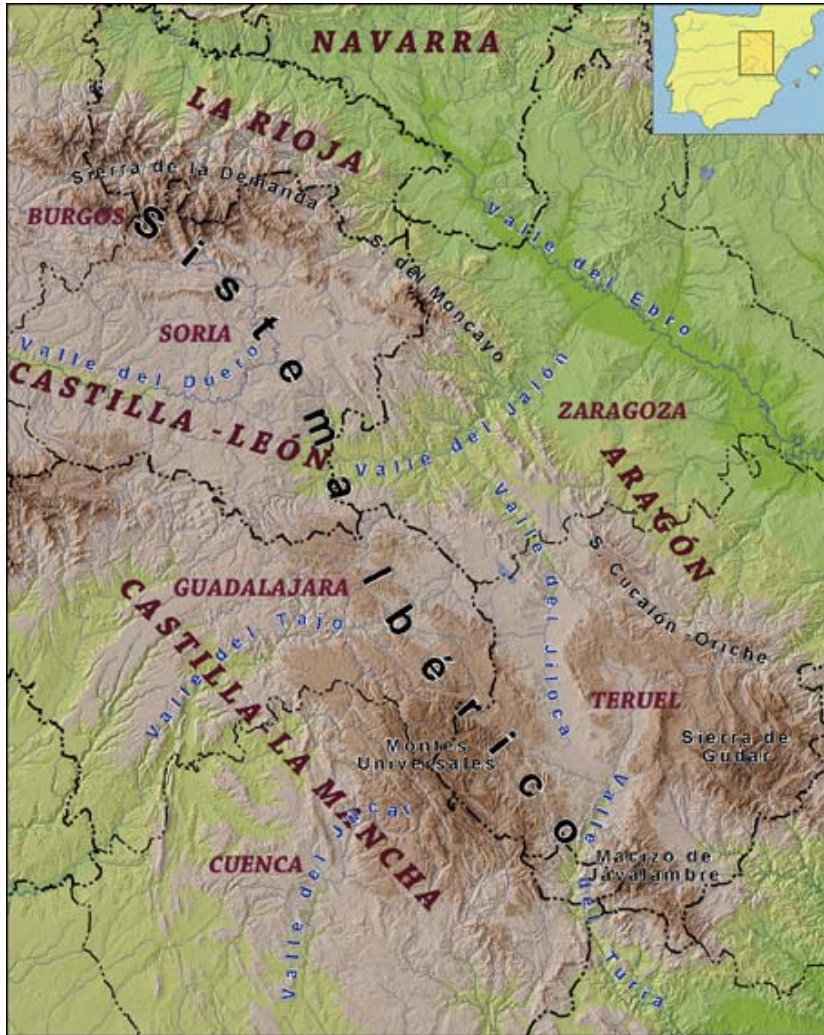 NAVARRA
LA RIOJA
Sierra de la Demanda
BURGOS
Sistema Ibérico
S. del Moncayo
Valle del Ebro
SORIA
Valle del Duero
CASTILLA -LEÓN
Valle del Jalón
ZARAGOZA
ARAGÓN
Valle del Jiloca
S. Cucalón -Oriche
GUADALAJARA
Valle del Tajo
CASTILLA-LA MANCHA
TERUEL
Montes
Universales
Sierra de
Gúdar
CUENCA
Valle del Júcar
Macizo de
Javalambre
Valle del Turia